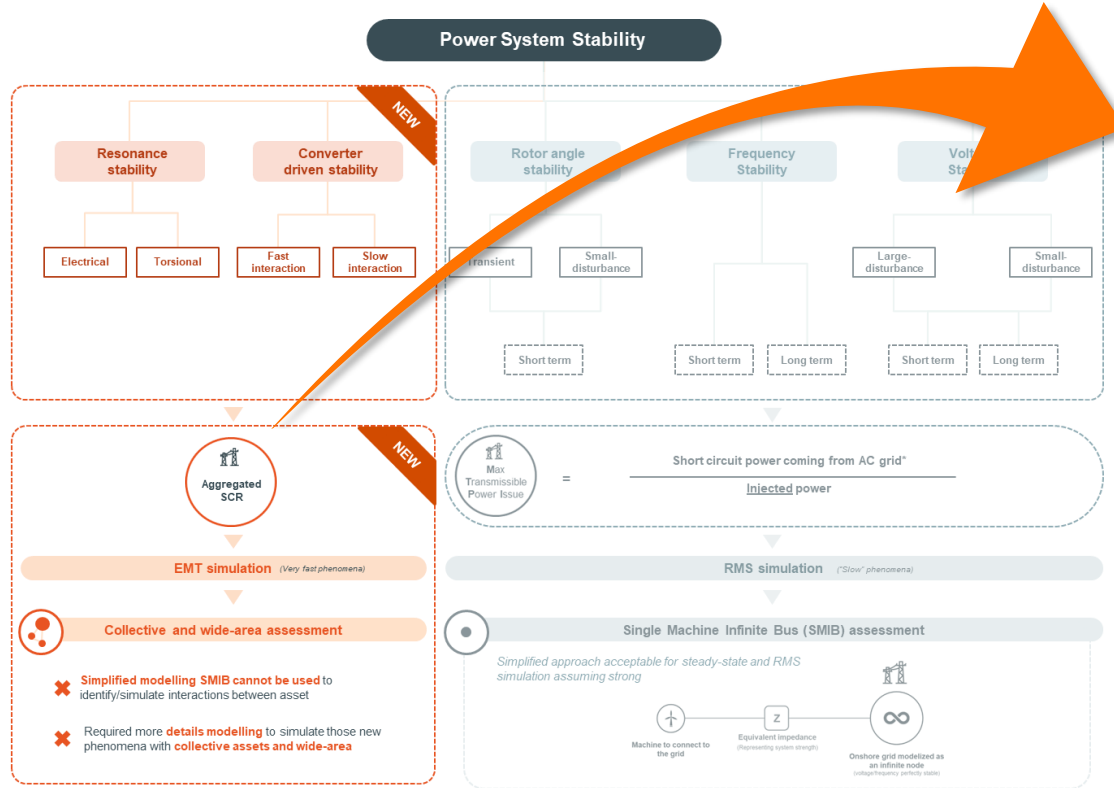 Power System Stability
NEW
Resonance
stability
Converter
driven stability
Rotor angle
stability
Frequency
Stability
Electrical
Torsional
Fast
interaction
Slow
interaction
Small-
disturbance
Large-
disturbance
Small-
disturbance
Short term
Short term
Long term
Short term
Long term
NEW
Aggregated
SCR
Max
Transmissible
Power Issue
=
Short circuit power coming from AC grid*
Injected power
EMT simulation (Very fast phenomena)
RMS simulation ("Slow" phenomena)
Collective and wide-area assessment
Single Machine Infinite Bus (SMIB) assessment
Simplified modelling SMIB cannot be used to
identify/simulate interactions between asset
Required more details modelling to simulate those new
phenomena with collective assets and wide-area
Simplified approach acceptable for steady-state and RMS
simulation assuming strong
Z
Machine to connect to
the grid
Equivalent impedance
(Representing system strength)
Onshore grid modelized as
an infinite node
(voltage/frequency perfectly stable)